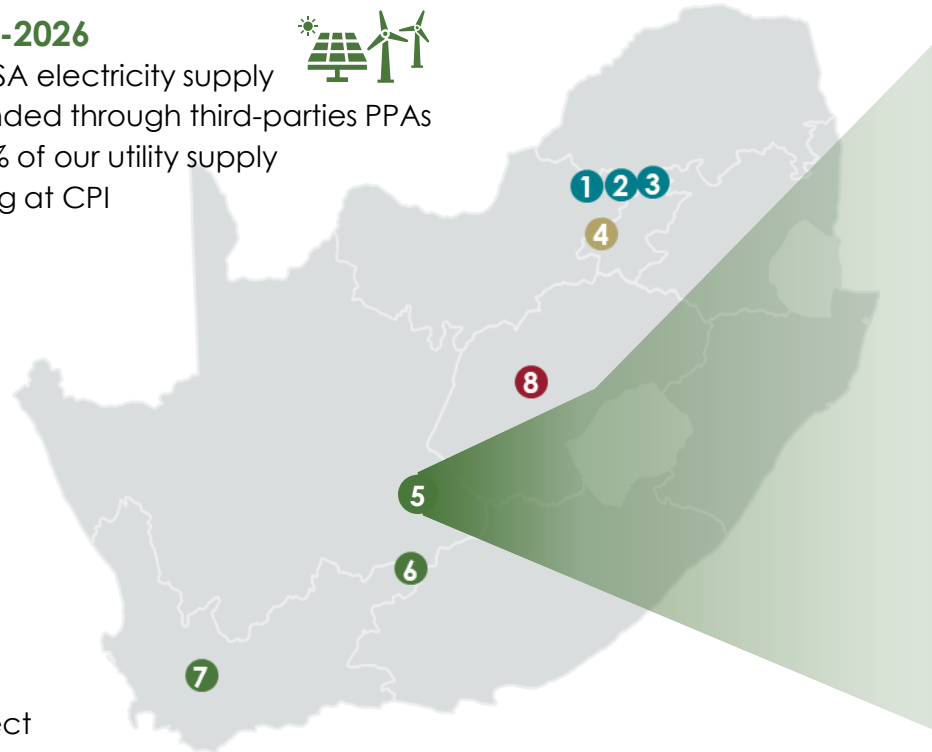 -2026
SA electricity supply
nded through third-parties PPAs
% of our utility supply
g at CPI
1 2 3
4
8
5
6
7
ect